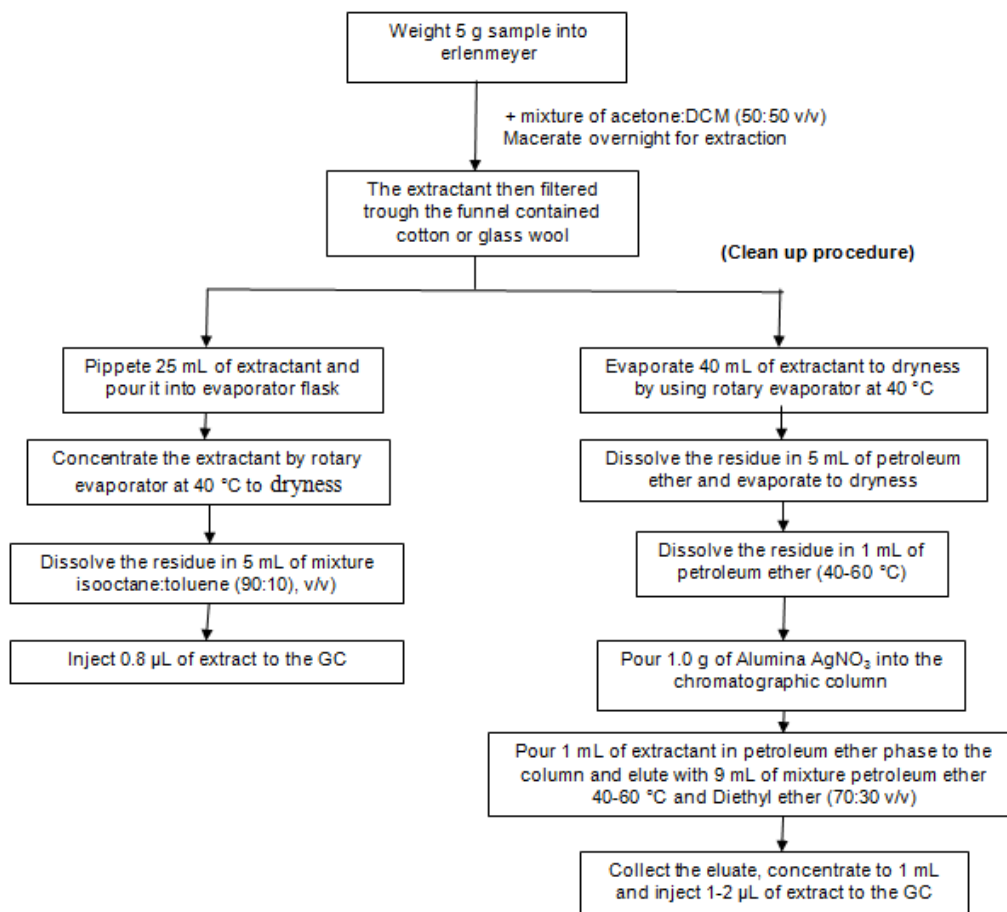 Weight 5 g sample into
erlenmeyer
+ mixture of acetone:DCM (50:50 v/v)
Macerate overnight for extraction
The extractant then filtered
trough the funnel contained
cotton or glass wool
(Clean up procedure)
Pippete 25 mL of extractant and
pour it into evaporator flask
Concentrate the extractant by rotary
evaporator at 40 °C to dryness
Dissolve the residue in 5 mL of mixture
isooctane:toluene (90:10), v/v)
Inject 0.8 µL of extract to the GC
Evaporate 40 mL of extractant to dryness
by using rotary evaporator at 40 °C
Dissolve the residue in 5 mL of petroleum
ether and evaporate to dryness
Dissolve the residue in 1 mL of
petroleum ether (40-60 °C)
Pour 1.0 g of Alumina AgNO₃ into the
chromatographic column
Pour 1 mL of extractant in petroleum ether phase to the
column and elute with 9 mL of mixture petroleum ether
40-60 °C and Diethyl ether (70:30 v/v)
Collect the eluate, concentrate to 1 mL
and inject 1-2 µL of extract to the GC